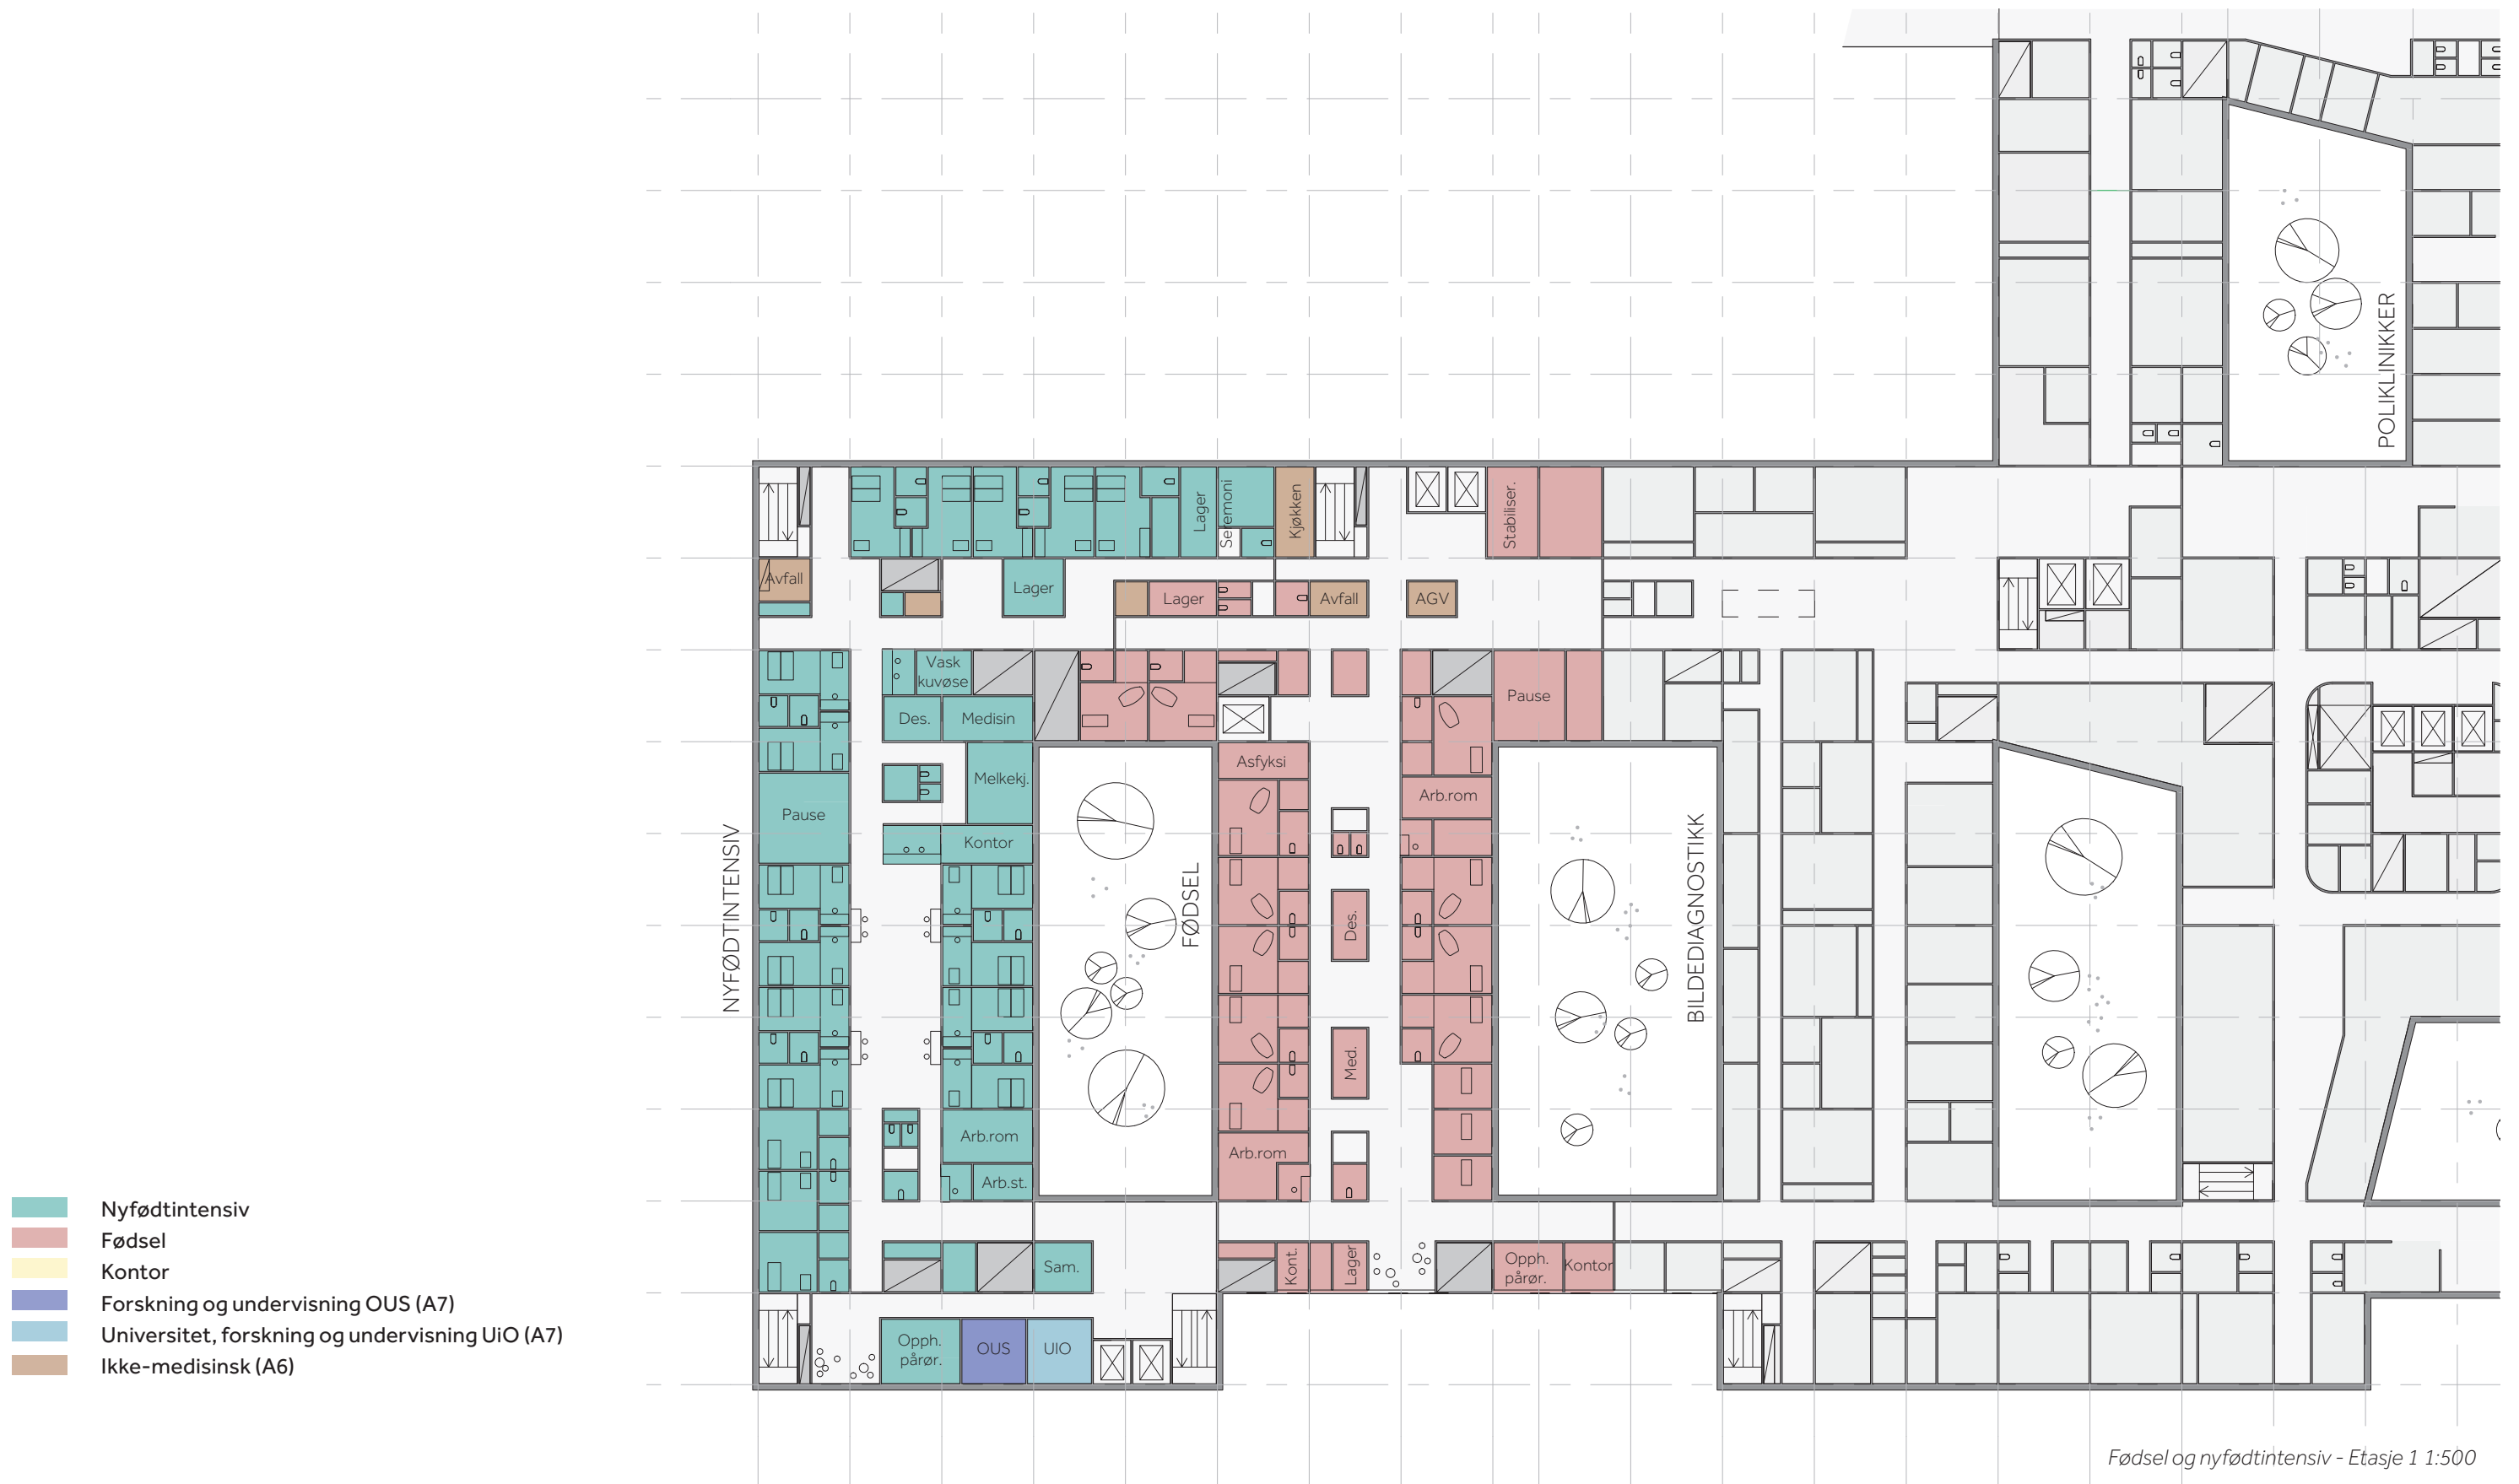 POLIKLINIKKER
Lager
Seremoni
Kjøkken
Stabiliser.
Avfall
Lager
Lager
Avfall
AGV
Vask
kuvøse
Des.
Medisin
Pause
Melkekj.
Asfyksi
Arb.rom
Pause
Kontor
NYFØDTINTENSIV
FØDSEL
BILDEDIAGNOSTIKK
Des.
Med.
Arb.rom
Arb.rom
Arb.st.
Sam.
Kont.
Lager
Opph.
pårør.
Kontor
Opph.
pårør.
OUS
UIO
Nyfødtintensiv
Fødsel
Kontor
Forskning og undervisning OUS (A7)
Universitet, forskning og undervisning UiO (A7)
Ikke-medisinsk (A6)
Fødsel og nyfødtintensiv - Etasje 1 1:500